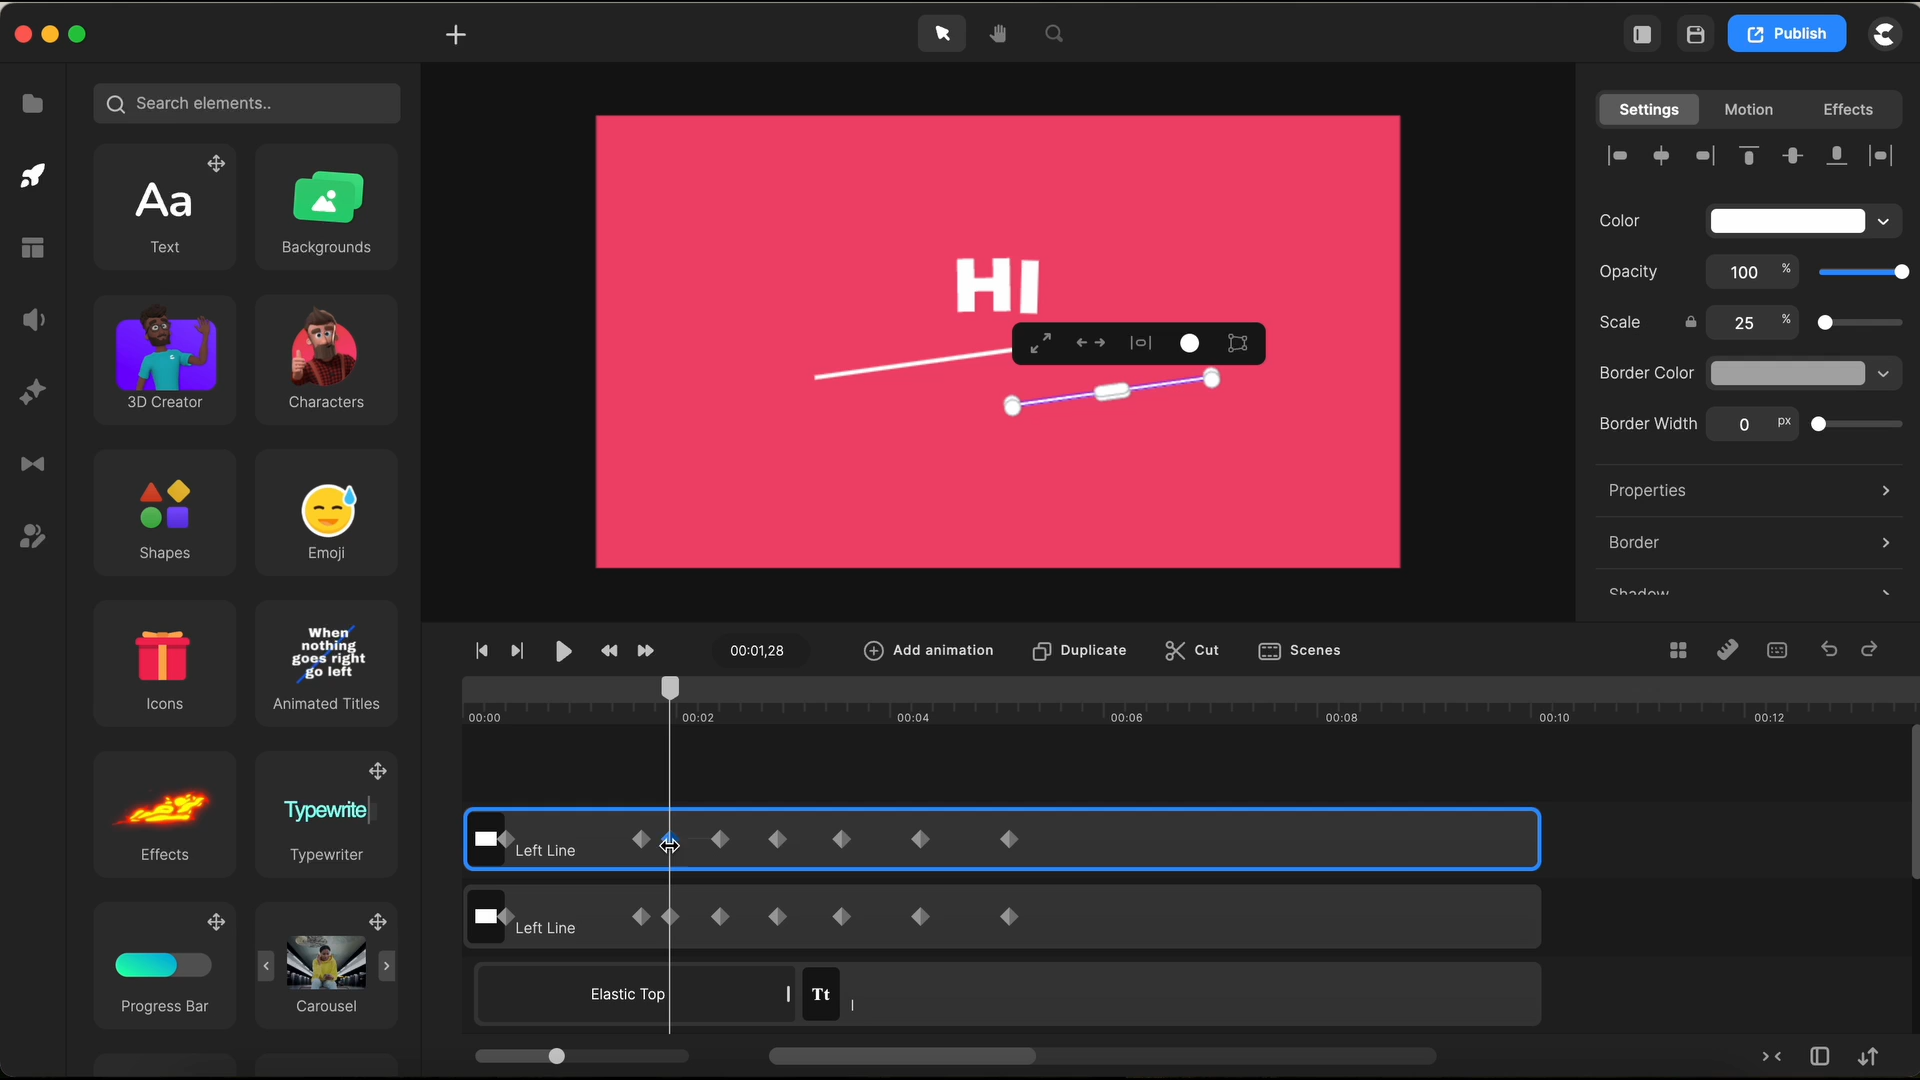 Publish
Search elements..
Settings
Motion
Effects
Aa
Text
Backgrounds
Color
Opacity
100
%
HI
Scale
25
%
3D Creator
Characters
Border Color
Border Width
0
px
Properties
Shapes
Emoji
Border
Shadow
When
nothing
goes right
go left
00:01,28
Add animation
Duplicate
Cut
Scenes
Icons
Animated Titles
00:00
00:02
00:04
00:06
00:08
00:10
00:12
Typewrite
Effects
Typewriter
Left Line
Left Line
Elastic Top
Tt
Progress Bar
Carousel